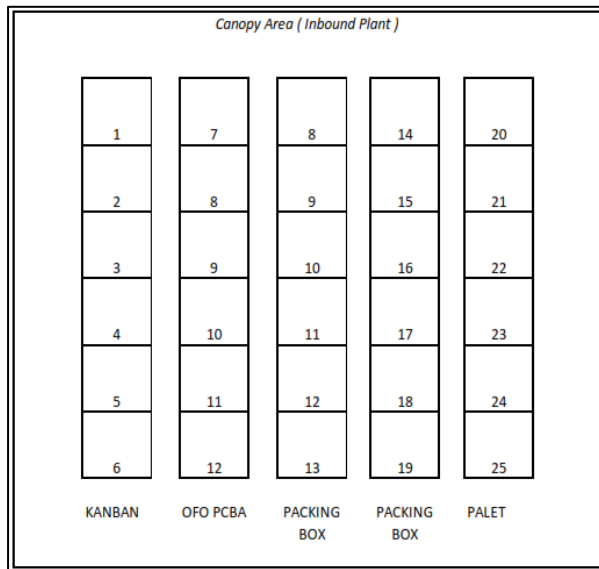 Canopy Area ( Inbound Plant )
1 7 8 14 20
2 8 9 15 21
3 9 10 16 22
4 10 11 17 23
5 11 12 18 24
6 12 13 19 25
KANBAN OFO PCBA PACKING PACKING PALET
BOX BOX